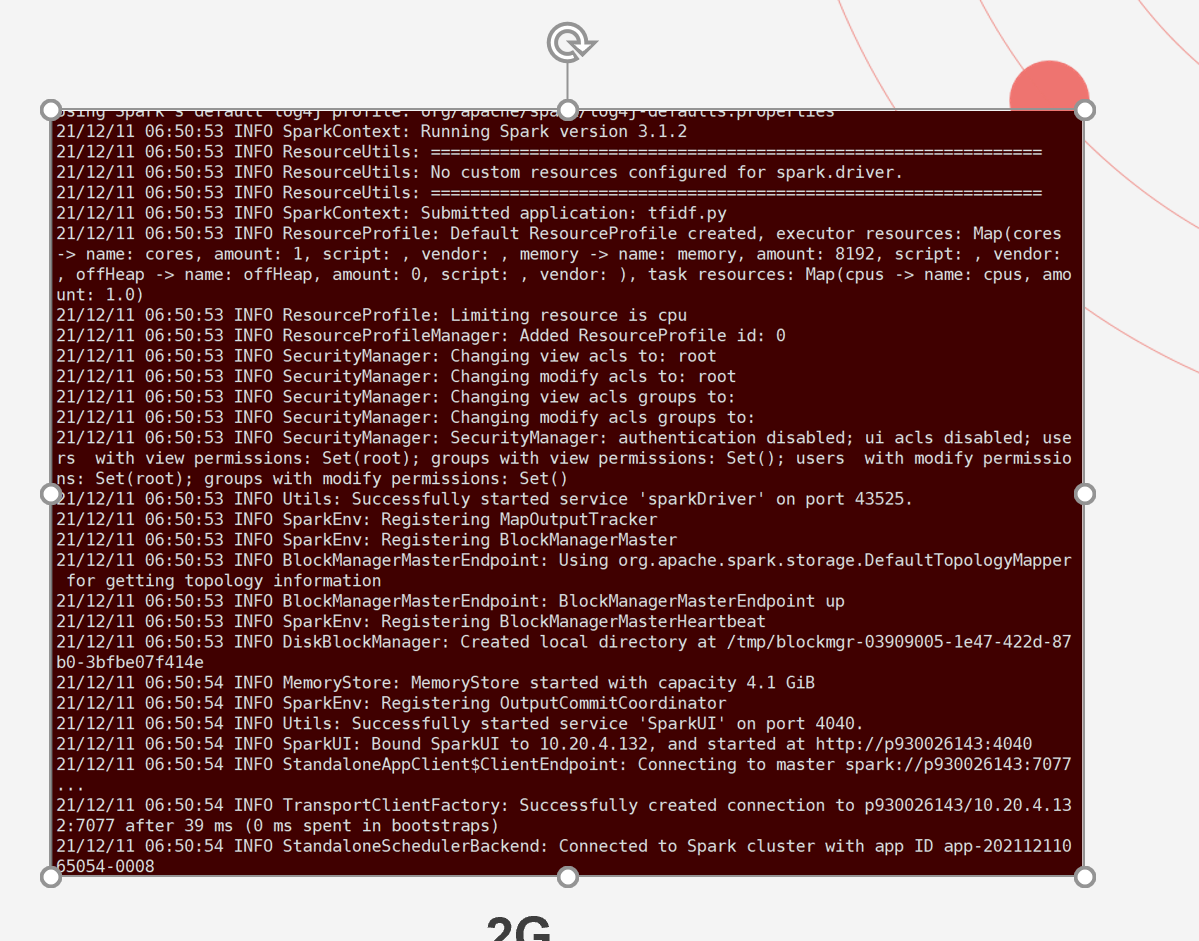 Using Spark's default log4j profile: org/apache/spark/log4j-defaults.properties
21/12/11 06:50:53 INFO SparkContext: Running Spark version 3.1.2
21/12/11 06:50:53 INFO ResourceUtils: ==============================================================
21/12/11 06:50:53 INFO ResourceUtils: No custom resources configured for spark.driver.
21/12/11 06:50:53 INFO ResourceUtils: ==============================================================
21/12/11 06:50:53 INFO SparkContext: Submitted application: tfidf.py
21/12/11 06:50:53 INFO ResourceProfile: Default ResourceProfile created, executor resources: Map(cores
-> name: cores, amount: 1, script: , vendor: , memory -> name: memory, amount: 8192, script: , vendor:
, offHeap -> name: offHeap, amount: 0, script: , vendor: ), task resources: Map(cpus -> name: cpus, amo
unt: 1.0)
21/12/11 06:50:53 INFO ResourceProfile: Limiting resource is cpu
21/12/11 06:50:53 INFO ResourceProfileManager: Added ResourceProfile id: 0
21/12/11 06:50:53 INFO SecurityManager: Changing view acls to: root
21/12/11 06:50:53 INFO SecurityManager: Changing modify acls to: root
21/12/11 06:50:53 INFO SecurityManager: Changing view acls groups to:
21/12/11 06:50:53 INFO SecurityManager: Changing modify acls groups to:
21/12/11 06:50:53 INFO SecurityManager: SecurityManager: authentication disabled; ui acls disabled; use
rs  with view permissions: Set(root); groups with view permissions: Set(); users  with modify permissio
ns: Set(root); groups with modify permissions: Set()
21/12/11 06:50:53 INFO Utils: Successfully started service 'sparkDriver' on port 43525.
21/12/11 06:50:53 INFO SparkEnv: Registering MapOutputTracker
21/12/11 06:50:53 INFO SparkEnv: Registering BlockManagerMaster
21/12/11 06:50:53 INFO BlockManagerMasterEndpoint: Using org.apache.spark.storage.DefaultTopologyMapper
 for getting topology information
21/12/11 06:50:53 INFO BlockManagerMasterEndpoint: BlockManagerMasterEndpoint up
21/12/11 06:50:53 INFO SparkEnv: Registering BlockManagerMasterHeartbeat
21/12/11 06:50:53 INFO DiskBlockManager: Created local directory at /tmp/blockmgr-03909005-1e47-422d-87
b0-3bfbe07f414e
21/12/11 06:50:54 INFO MemoryStore: MemoryStore started with capacity 4.1 GiB
21/12/11 06:50:54 INFO SparkEnv: Registering OutputCommitCoordinator
21/12/11 06:50:54 INFO Utils: Successfully started service 'SparkUI' on port 4040.
21/12/11 06:50:54 INFO SparkUI: Bound SparkUI to 10.20.4.132, and started at http://p930026143:4040
21/12/11 06:50:54 INFO StandaloneAppClient$ClientEndpoint: Connecting to master spark://p930026143:7077
...
21/12/11 06:50:54 INFO TransportClientFactory: Successfully created connection to p930026143/10.20.4.13
2:7077 after 39 ms (0 ms spent in bootstraps)
21/12/11 06:50:54 INFO StandaloneSchedulerBackend: Connected to Spark cluster with app ID app-202112110
65054-0008
2G